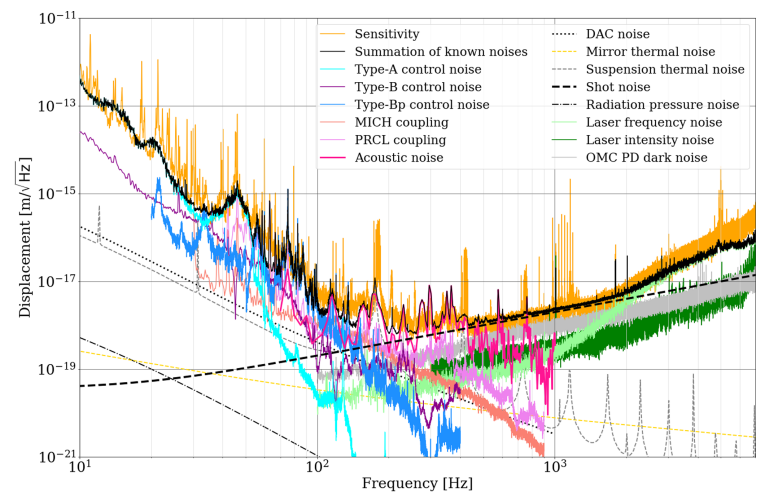 10^−11
10^−13
10^−15
10^−17
10^−19
10^−21
Displacement [m/√Hz]
Sensitivity
Summation of known noises
Type-A control noise
Type-B control noise
Type-Bp control noise
MICH coupling
PRCL coupling
Acoustic noise
DAC noise
Mirror thermal noise
Suspension thermal noise
Shot noise
Radiation pressure noise
Laser frequency noise
Laser intensity noise
OMC PD dark noise
10^1
10^2
10^3
Frequency [Hz]